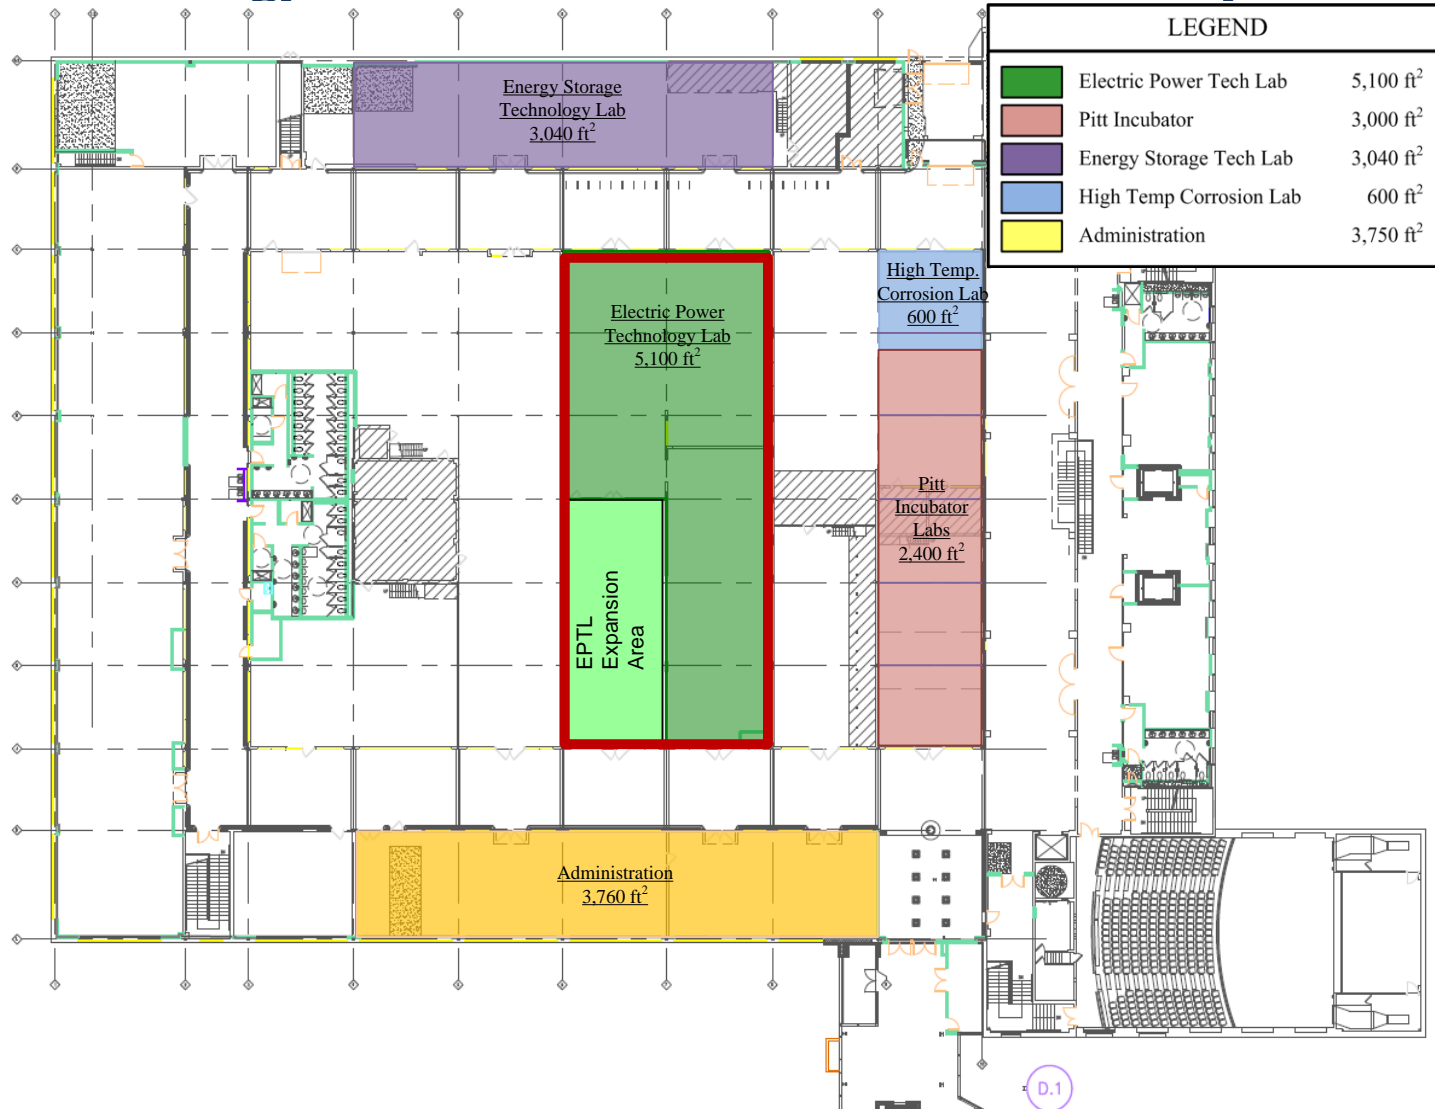 LEGEND
Electric Power Tech Lab 5,100 ft²
Pitt Incubator 3,000 ft²
Energy Storage Tech Lab 3,040 ft²
High Temp Corrosion Lab 600 ft²
Administration 3,750 ft²
Energy Storage
Technology Lab
3,040 ft²
High Temp.
Corrosion Lab
600 ft²
Electric Power
Technology Lab
5,100 ft²
Pitt
Incubator
Labs
2,400 ft²
EPTL
Expansion
Area
Administration
3,760 ft²
D.1